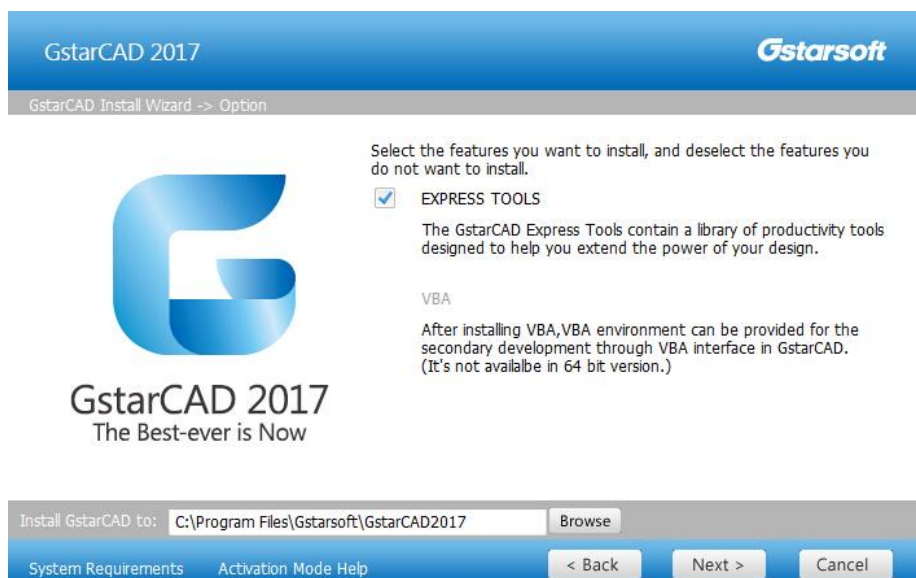 GstarCAD 2017
Gstarsoft
GstarCAD Install Wizard -> Option
Select the features you want to install, and deselect the features you
do not want to install.
EXPRESS TOOLS
The GstarCAD Express Tools contain a library of productivity tools
designed to help you extend the power of your design.
VBA
After installing VBA,VBA environment can be provided for the
secondary development through VBA interface in GstarCAD.
(It's not availalbe in 64 bit version.)
GstarCAD 2017
The Best-ever is Now
Install GstarCAD to: C:\Program Files\Gstarsoft\GstarCAD2017 Browse
System Requirements Activation Mode Help < Back Next > Cancel